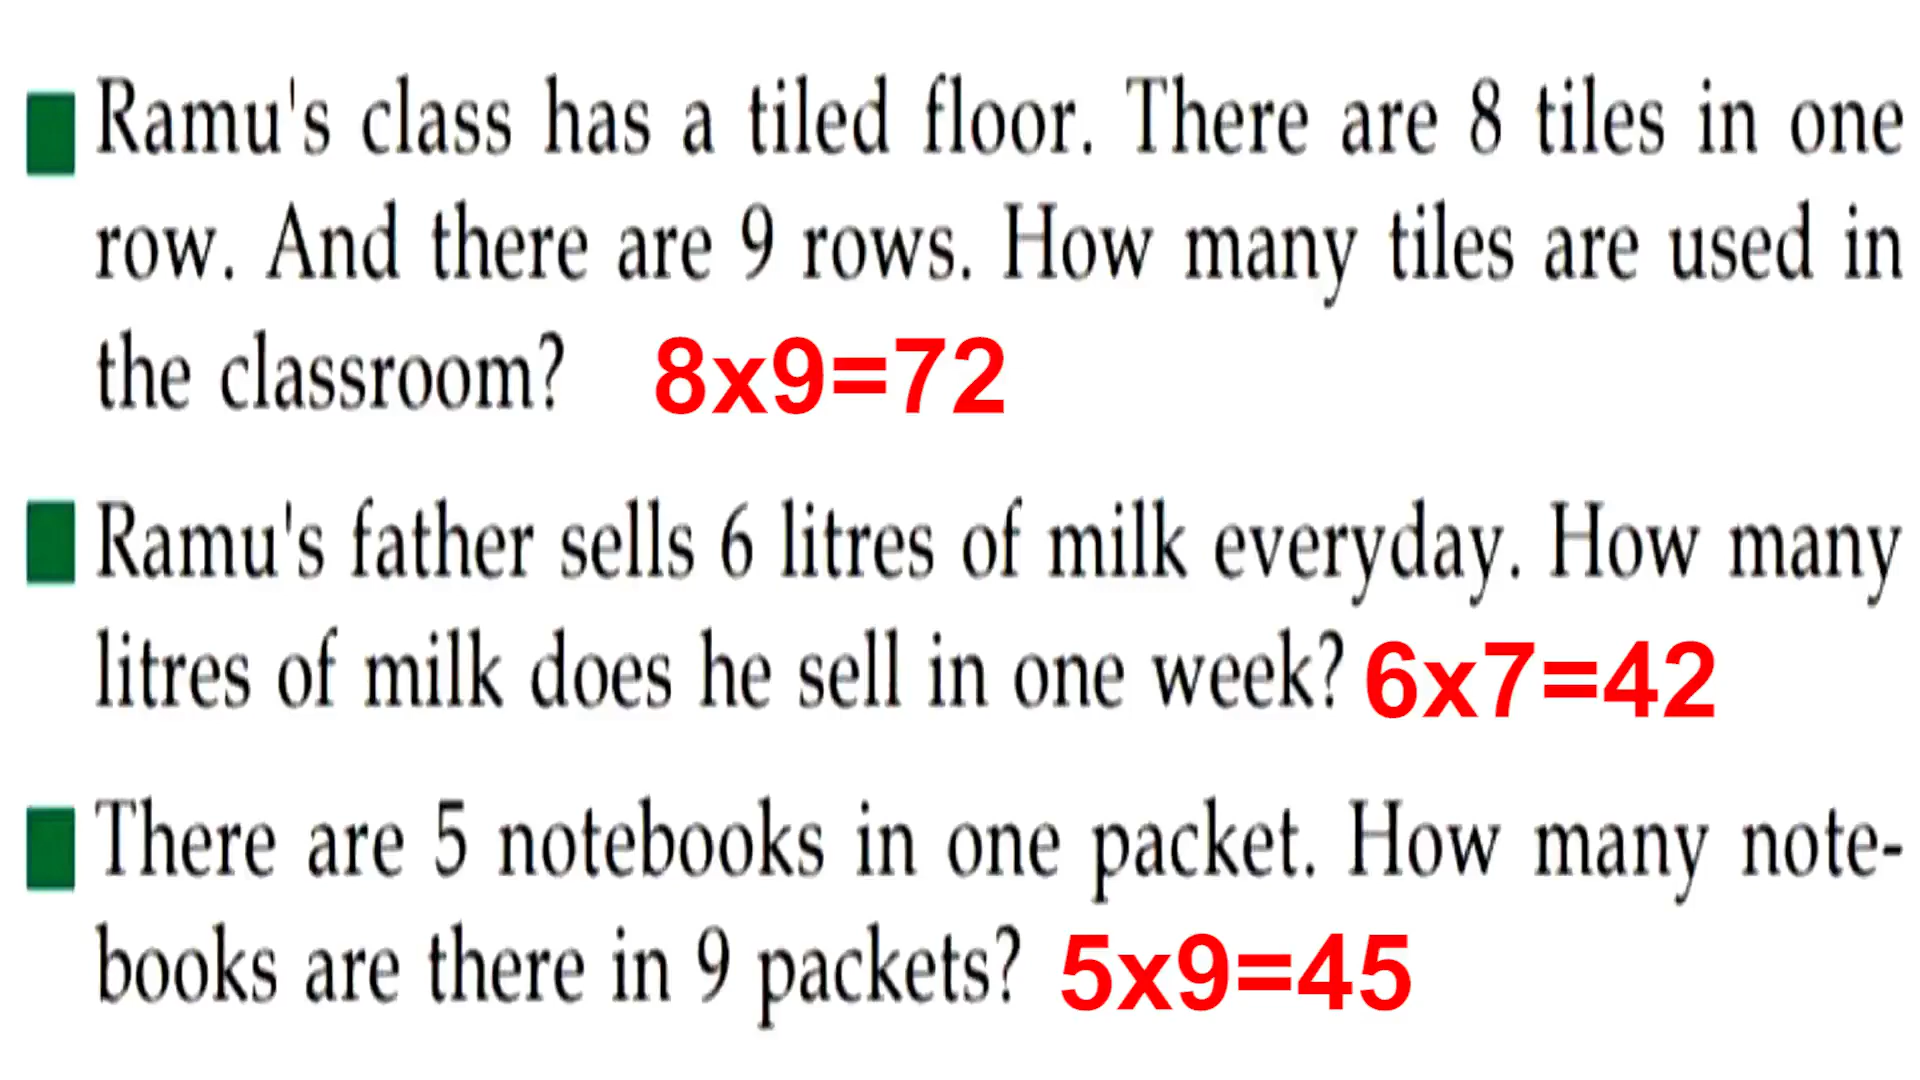 Ramu's class has a tiled floor. There are 8 tiles in one
row. And there are 9 rows. How many tiles are used in
the classroom? 8x9=72
Ramu's father sells 6 litres of milk everyday. How many
litres of milk does he sell in one week? 6x7=42
There are 5 notebooks in one packet. How many note-
books are there in 9 packets? 5x9=45